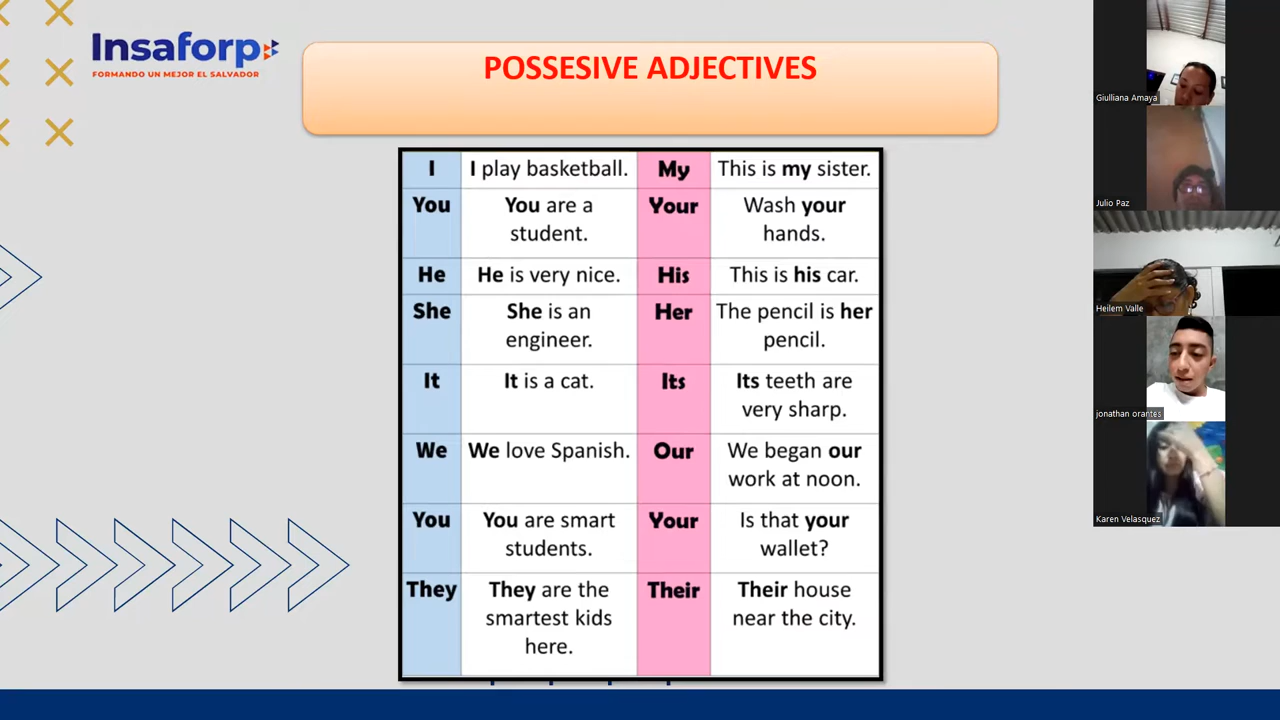 Insaforp
FORMANDO UN MEJOR EL SALVADOR
POSSESIVE ADJECTIVES
I
I play basketball.
My
This is my sister.
You
You are a
student.
Your
Wash your
hands.
He
He is very nice.
His
This is his car.
She
She is an
engineer.
Her
The pencil is her
pencil.
It
It is a cat.
Its
Its teeth are
very sharp.
We
We love Spanish.
Our
We began our
work at noon.
You
You are smart
students.
Your
Is that your
wallet?
They
They are the
smartest kids
here.
Their
Their house
near the city.
Giulliana Amaya
Julio Paz
Heilem Valle
jonathan orantes
Karen Velasquez